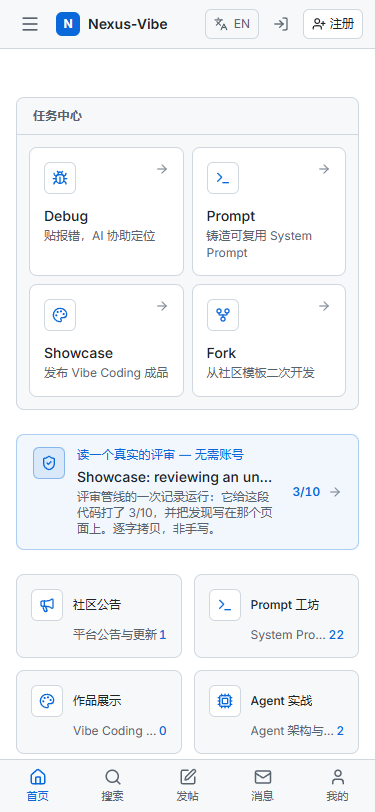 N Nexus-Vibe EN 注册
任务中心
Debug
贴报错，AI 协助定位
Prompt
铸造可复用 System
Prompt
Showcase
发布 Vibe Coding 成品
Fork
从社区模板二次开发
读一个真实的评审 — 无需账号
Showcase: reviewing an un...
评审管线的一次记录运行：它给这段
代码打了 3/10，并把发现写在那个页
面上。逐字拷贝，非手写。
3/10
社区公告
平台公告与更新 1
Prompt 工坊
System Pro... 22
作品展示
Vibe Coding ... 0
Agent 实战
Agent 架构与... 2
首页 搜索 发帖 消息 我的